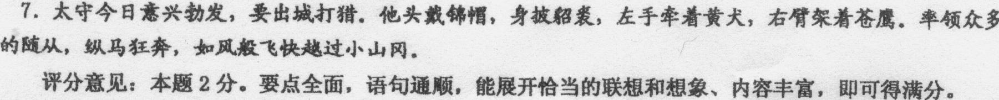 7. 太守今日意兴勃发，要出城打猎。他头戴锦帽，身披貂裘，左手牵着黄犬，右臂架着苍鹰。率领众多
的随从，纵马狂奔，如风般飞快越过小山冈。
评分意见：本题2分。要点全面，语句通顺，能展开恰当的联想和想象、内容丰富，即可得满分。